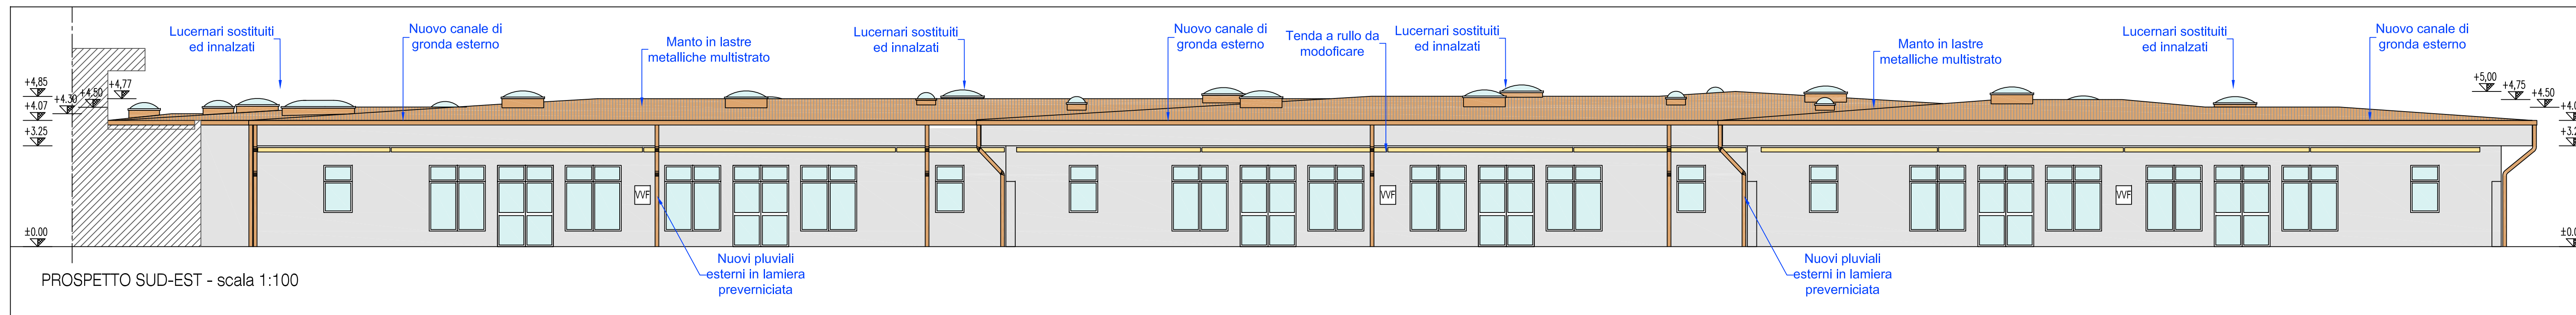 Lucernari sostituiti
ed innalzati
Nuovo canale di
gronda esterno
Manto in lastre
metalliche multistrato
Lucernari sostituiti
ed innalzati
Nuovo canale di
gronda esterno
Tenda a rullo da
modoficare
Lucernari sostituiti
ed innalzati
Manto in lastre
metalliche multistrato
Lucernari sostituiti
ed innalzati
Nuovo canale di
gronda esterno
+4,85
+4.07
+4.30
+4.50
+4,77
+3.25
±0.00
+5,00
+4,75
+4.50
VVF
VVF
VVF
Nuovi pluviali
esterni in lamiera
preverniciata
Nuovi pluviali
esterni in lamiera
preverniciata
PROSPETTO SUD-EST - scala 1:100